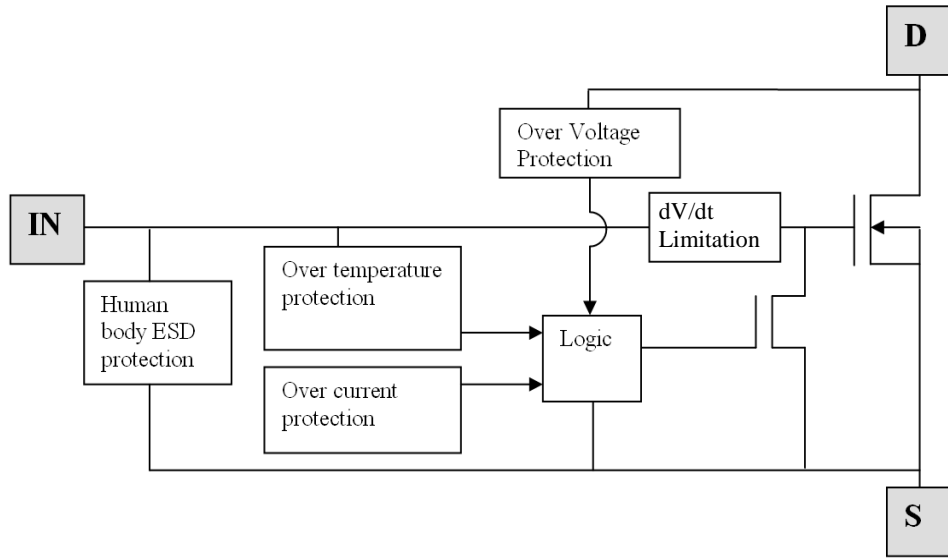 D
Over Voltage
Protection
IN
dV/dt
Limitation
Over temperature
protection
Human
body ESD
protection
Logic
Over current
protection
S